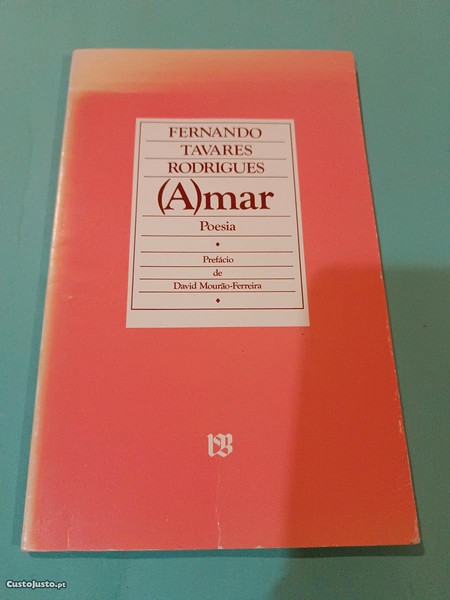 FERNANDO
TAVARES
RODRIGUES
(A)mar
Poesia
Prefácio
de
David Mourão-Ferreira
CustoJusto.pt